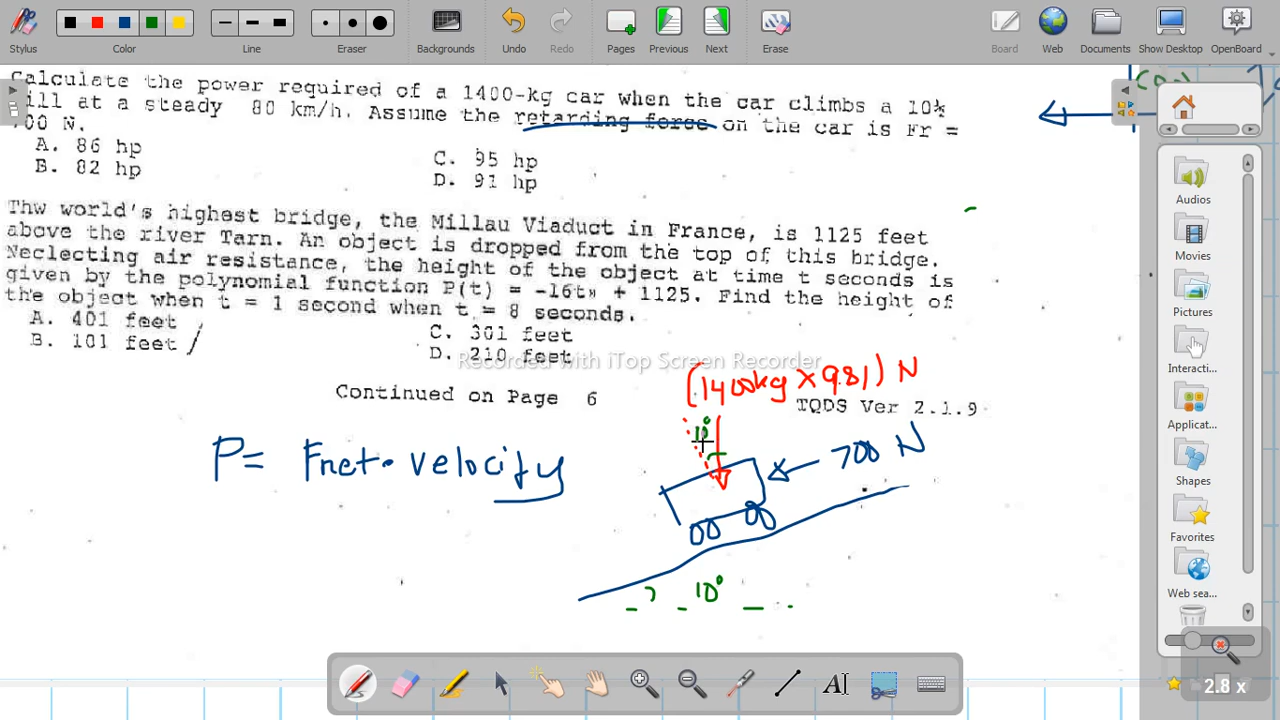 Stylus Color Line Eraser Backgrounds Undo Redo Pages Previous Next Erase Board Web Documents Show Desktop OpenBoard
Calculate the power required of a 1400-Kg car when the car climbs a 10%
hill at a steady 80 km/h. Assume the retarding force on the car is Fr =
700 N.
A. 86 hp C. 95 hp
B. 82 hp D. 91 hp
Thw world's highest bridge, the Millau Viaduct in France, is 1125 feet
above the river Tarn. An object is dropped from the top of this bridge.
Neclecting air resistance, the height of the object at time t seconds is
given by the polynomial function P(t) = -16t» + 1125. Find the height of
the object when t = 1 second when t = 8 seconds.
A. 401 feet C. 301 feet
B. 101 feet / D. 210 feet
Recorded with iTop Screen Recorder
(1400kg × 9.81) N
Continued on Page 6
TQDS Ver 2.1.9
10°
P = Fnet · velocity
700 N
10°
Audios
Movies
Pictures
Interacti...
Applicat...
Shapes
Favorites
Web sea...
2.8 x